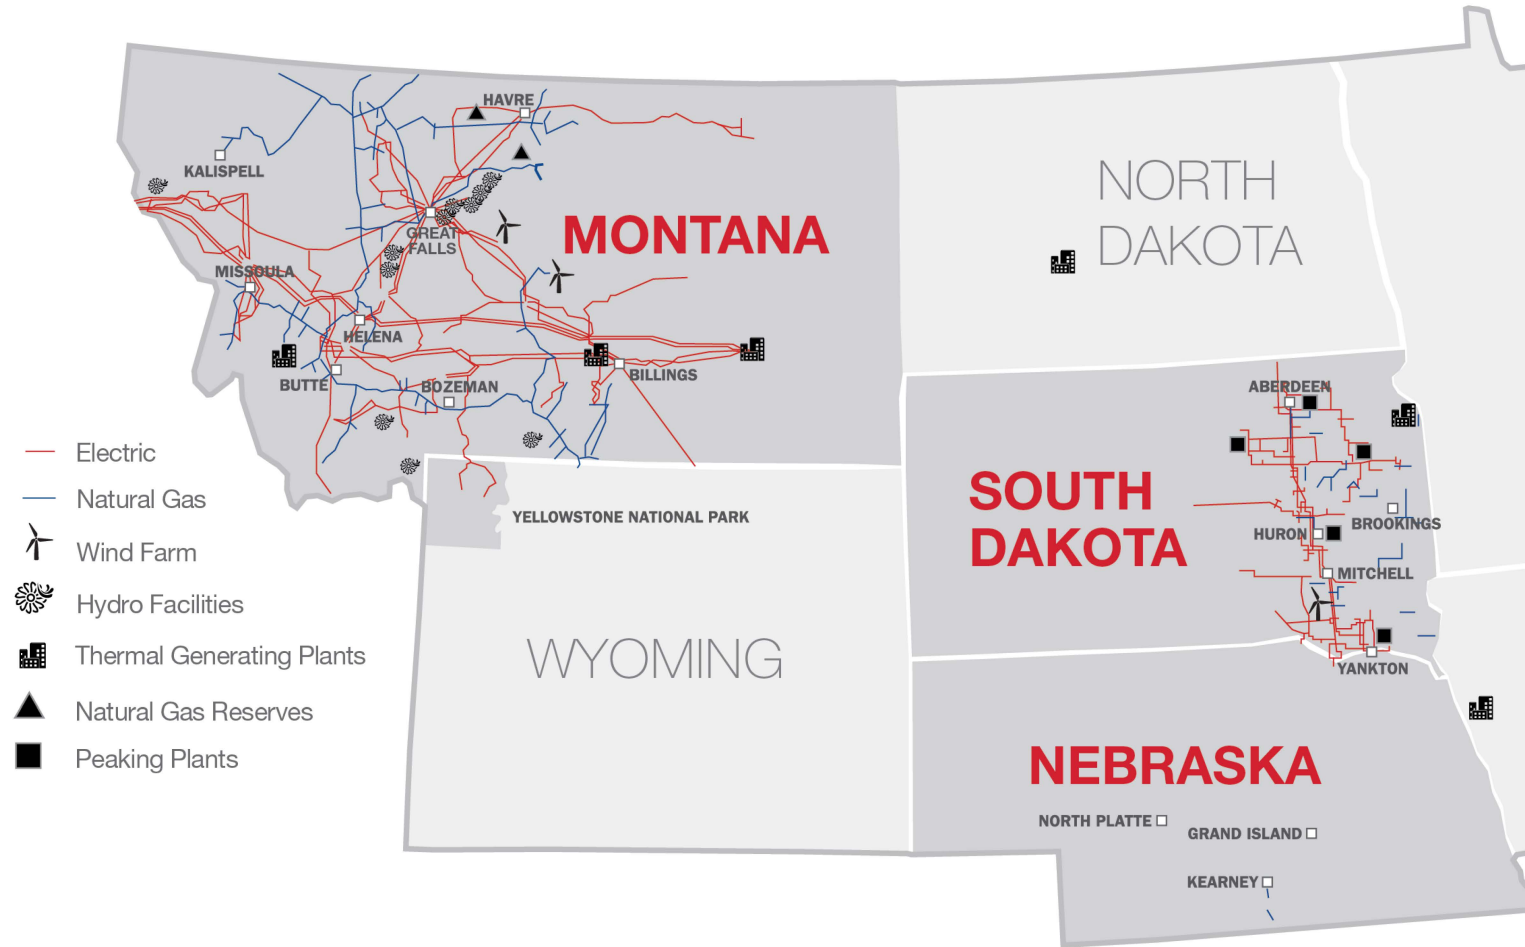 HAVRE
KALISPELL
GREAT
FALLS
MONTANA
MISSOULA
HELENA
BUTTE
BOZEMAN
BILLINGS
NORTH
DAKOTA
ABERDEEN
SOUTH
DAKOTA
BROOKINGS
HURON
MITCHELL
YANKTON
YELLOWSTONE NATIONAL PARK
WYOMING
NEBRASKA
NORTH PLATTE
GRAND ISLAND
KEARNEY
Electric
Natural Gas
Wind Farm
Hydro Facilities
Thermal Generating Plants
Natural Gas Reserves
Peaking Plants